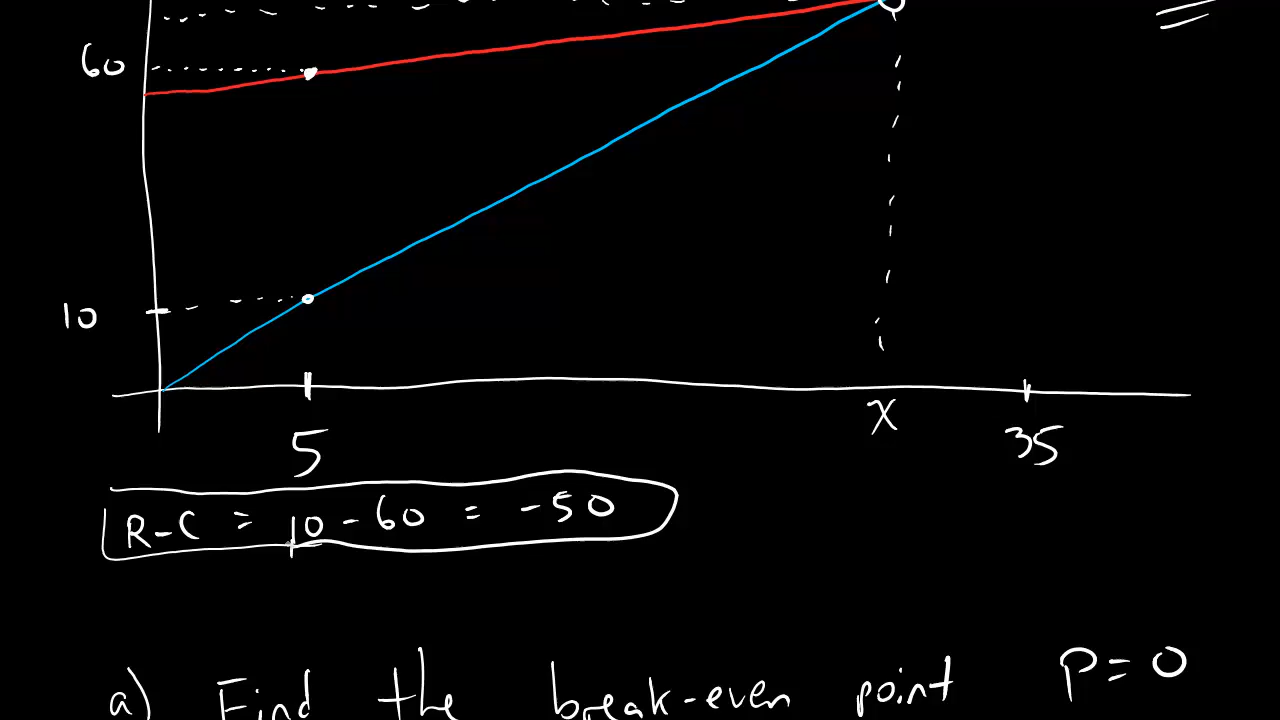 60
10
5
x
35
R-C = 10 - 60 = -50
a) Find the break-even point P=0